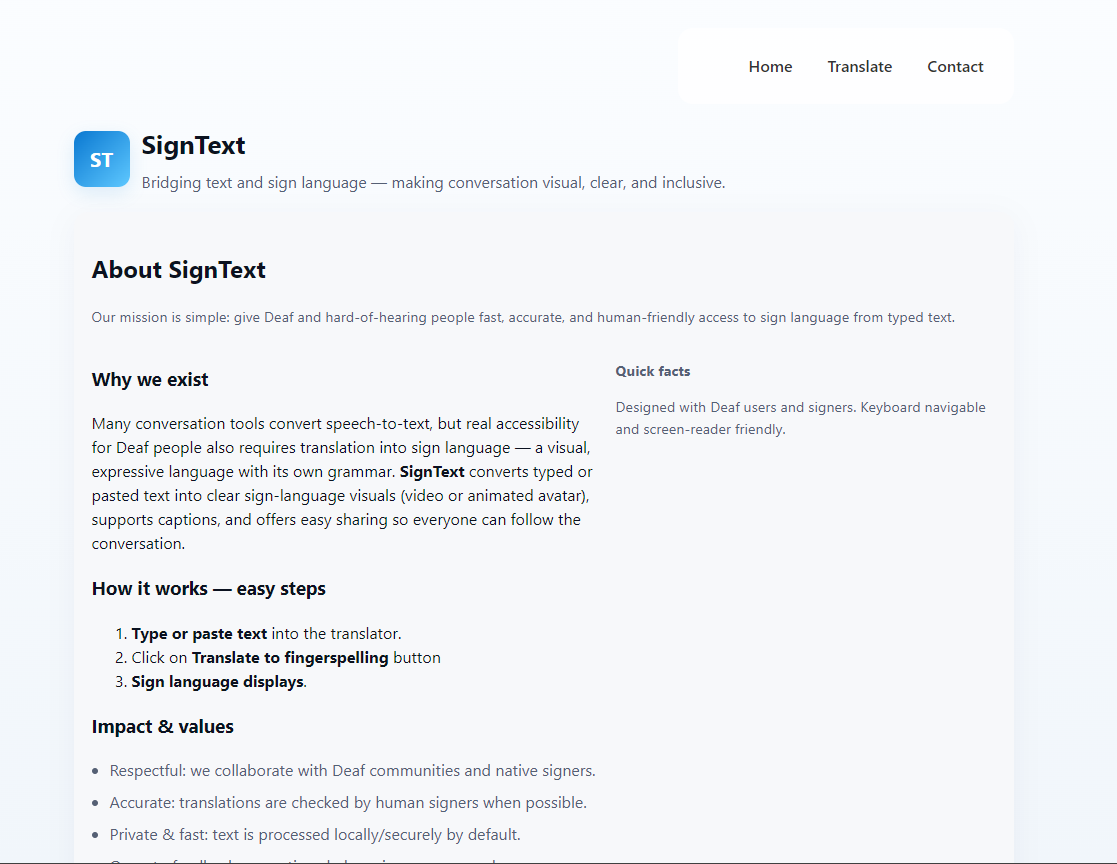 Home Translate Contact
ST
SignText
Bridging text and sign language — making conversation visual, clear, and inclusive.
About SignText
Our mission is simple: give Deaf and hard-of-hearing people fast, accurate, and human-friendly access to sign language from typed text.
Why we exist
Many conversation tools convert speech-to-text, but real accessibility
for Deaf people also requires translation into sign language — a visual,
expressive language with its own grammar. SignText converts typed or
pasted text into clear sign-language visuals (video or animated avatar),
supports captions, and offers easy sharing so everyone can follow the
conversation.
How it works — easy steps
1. Type or paste text into the translator.
2. Click on Translate to fingerspelling button
3. Sign language displays.
Impact & values
• Respectful: we collaborate with Deaf communities and native signers.
• Accurate: translations are checked by human signers when possible.
• Private & fast: text is processed locally/securely by default.
Quick facts
Designed with Deaf users and signers. Keyboard navigable
and screen-reader friendly.